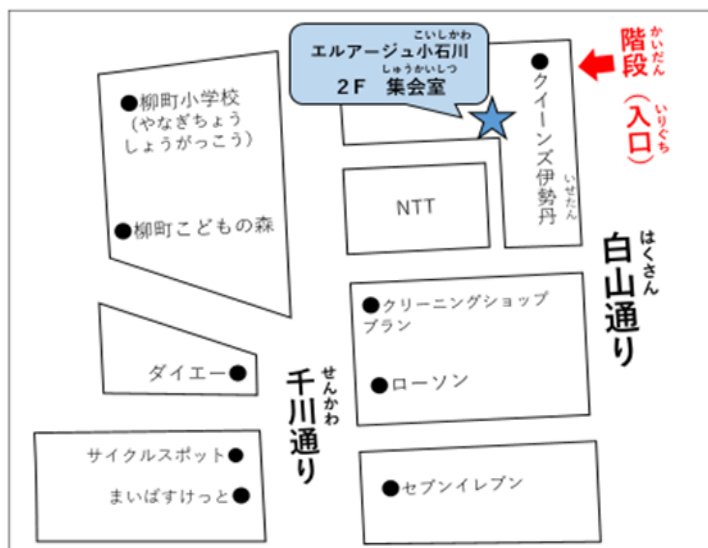 こいしかわ
エルアージュ小石川
しゅうかいしつ
2F 集会室
かいだん
階段
いりぐち
（入口）
クイーンズ伊勢丹
いせたん
柳町小学校
（やなぎちょう
しょうがっこう）
柳町こどもの森
NTT
はくさん
白山通り
クリーニングショップ
ブラン
ローソン
ダイエー
せんかわ
千川通り
サイクルスポット
まいばすけっと
セブンイレブン